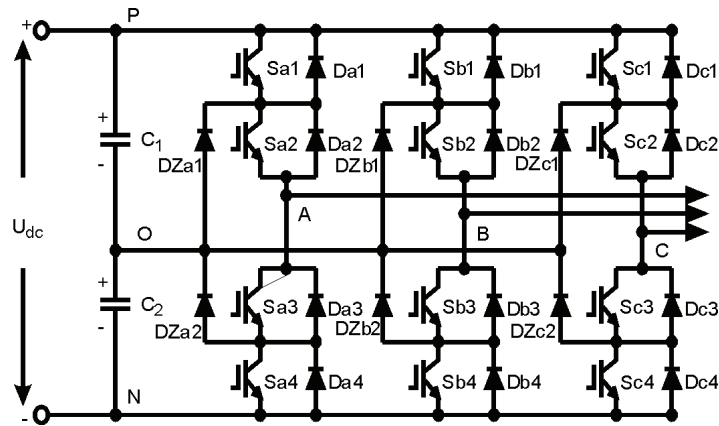 + P
Sa1 Da1 Sb1 Db1 Sc1 Dc1
+
C1
-
Sa2 Da2 Sb2 Db2 Sc2 Dc2
DZa1 DZb1 DZc1
A
Udc O B
C
+
C2
-
Sa3 Da3 Sb3 Db3 Sc3 Dc3
DZa2 DZb2 DZc2
Sa4 Da4 Sb4 Db4 Sc4 Dc4
- N